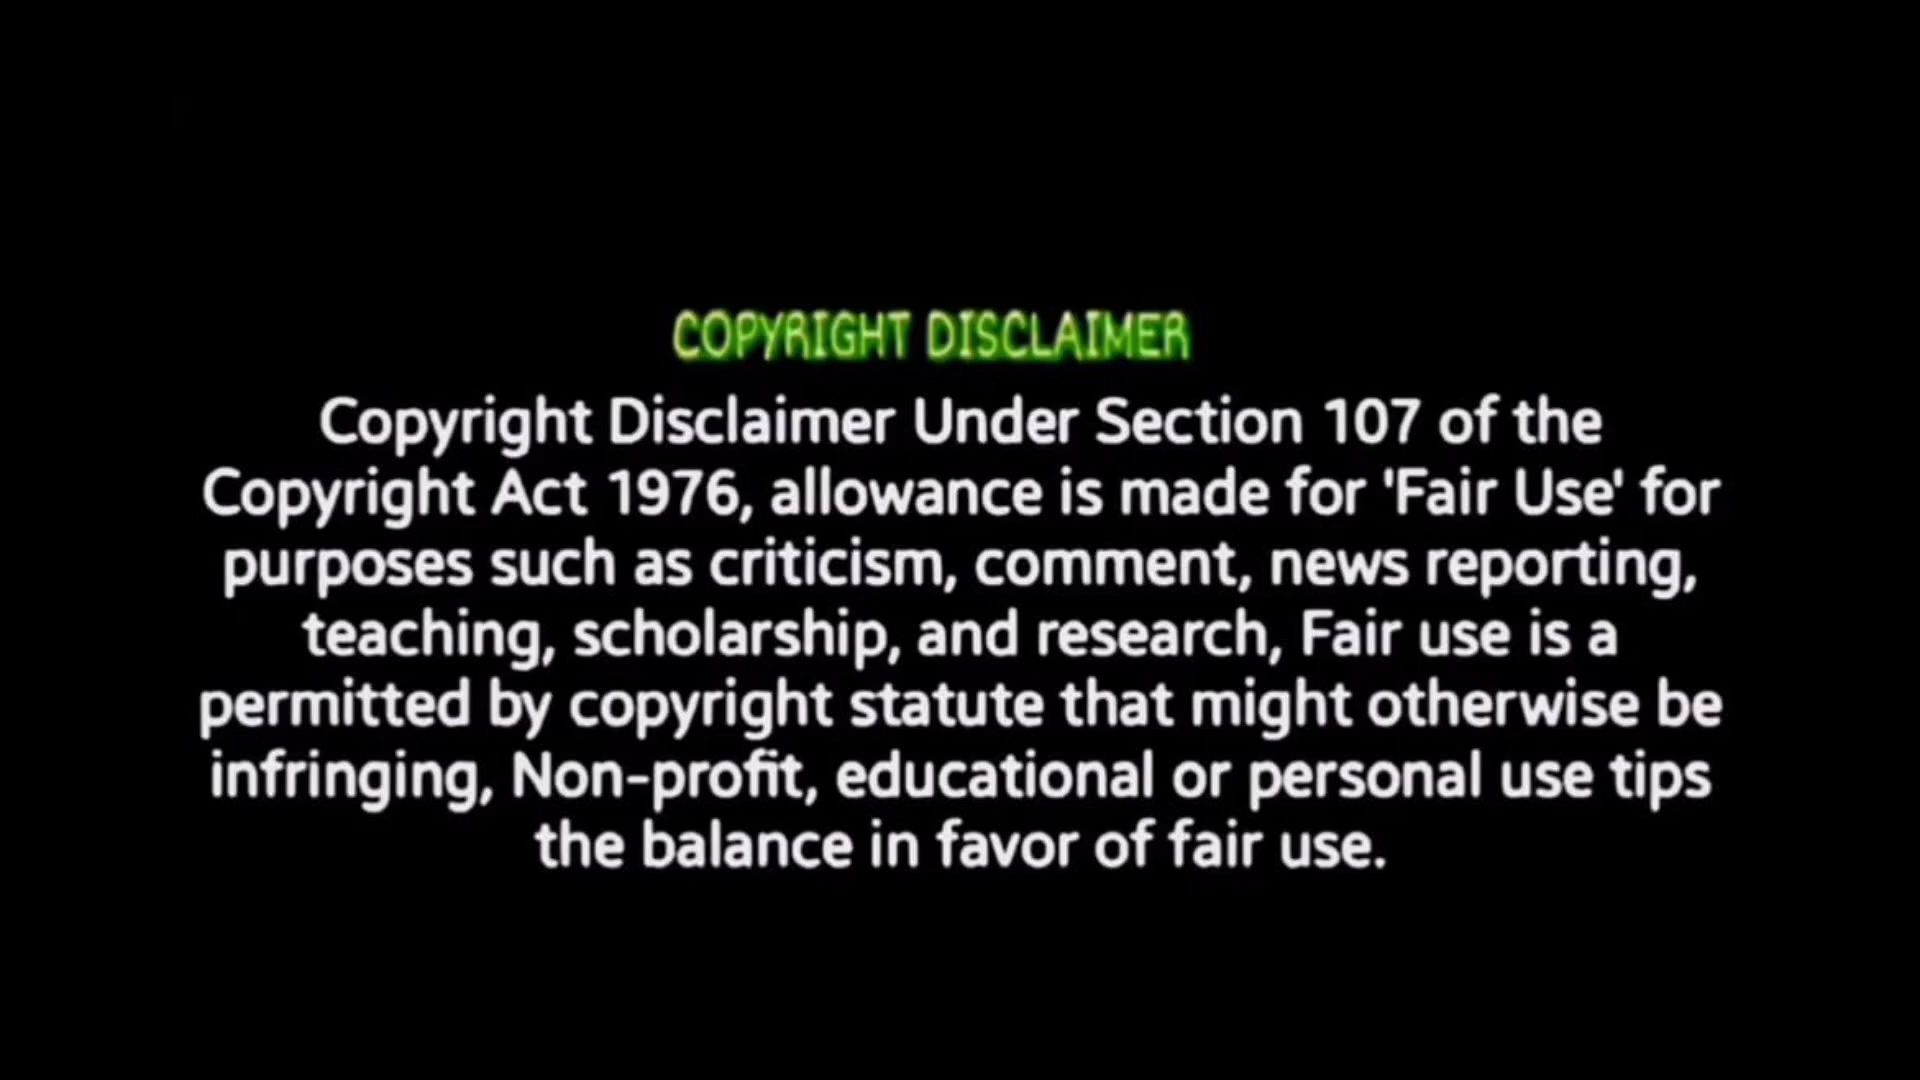 COPYRIGHT DISCLAIMER
Copyright Disclaimer Under Section 107 of the
Copyright Act 1976, allowance is made for 'Fair Use' for
purposes such as criticism, comment, news reporting,
teaching, scholarship, and research, Fair use is a
permitted by copyright statute that might otherwise be
infringing, Non-profit, educational or personal use tips
the balance in favor of fair use.